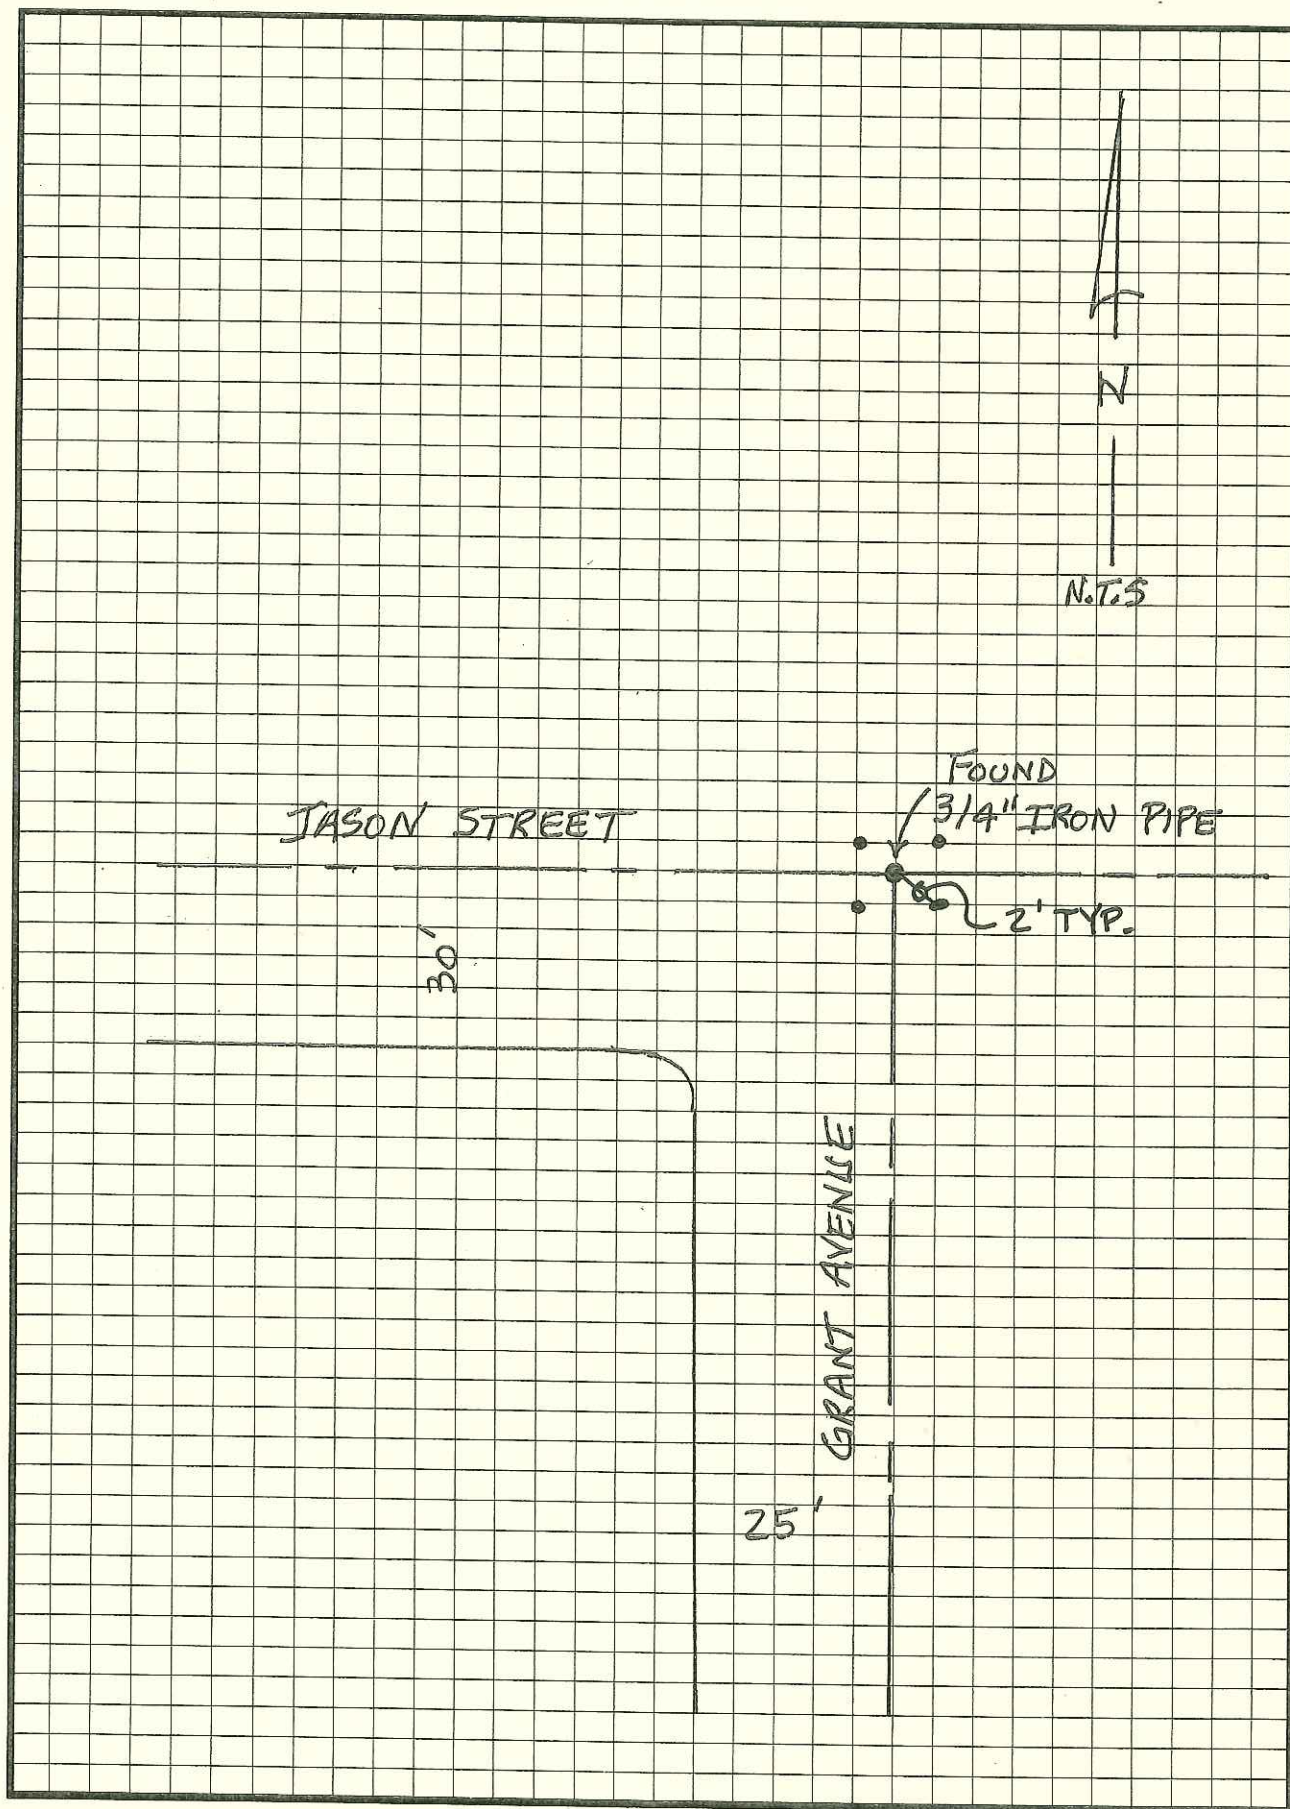 N
N.T.S
FOUND
3/4" IRON PIPE
JASON STREET
2' TYP.
30'
GRANT AVENUE
25'